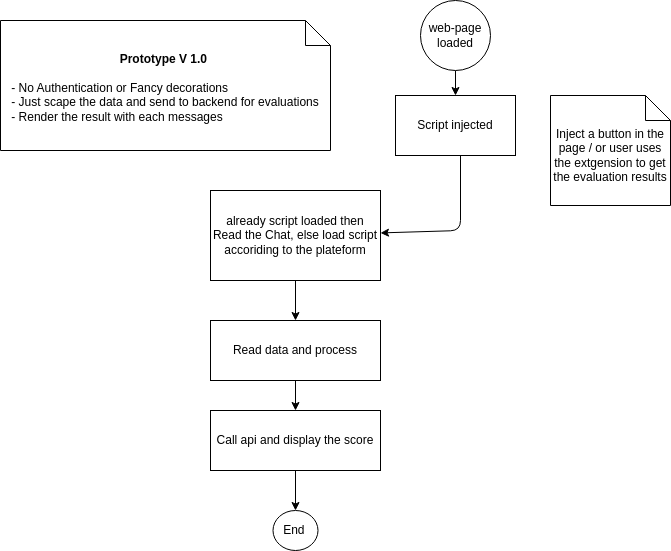 Prototype V 1.0
- No Authentication or Fancy decorations
- Just scape the data and send to backend for evaluations
- Render the result with each messages
web-page
loaded
Script injected
Inject a button in the
page / or user uses
the extgension to get
the evaluation results
already script loaded then
Read the Chat, else load script
accoriding to the plateform
Read data and process
Call api and display the score
End